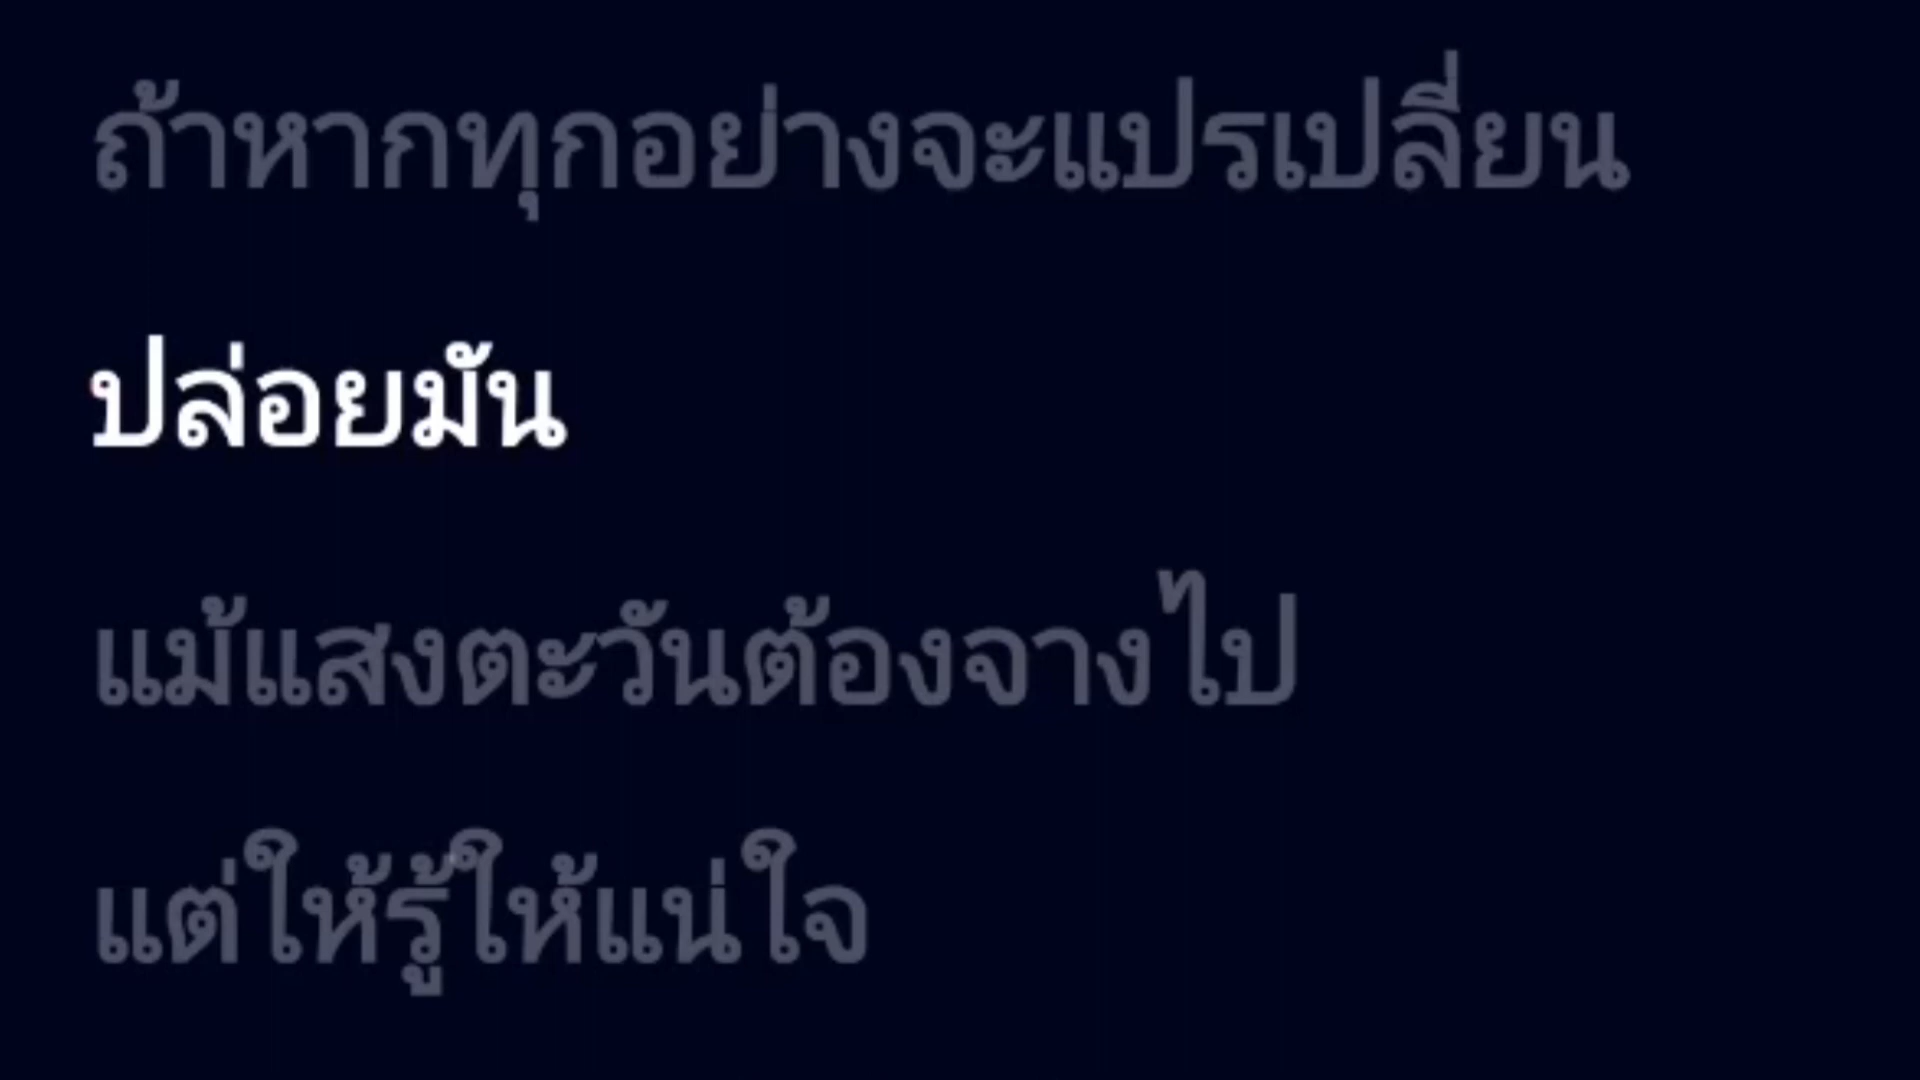 ถ้าหากทุกอย่างจะแปรเปลี่ยน
ปล่อยมัน
แม้แสงตะวันต้องจางไป
แต่ให้รู้ให้แน่ใจ